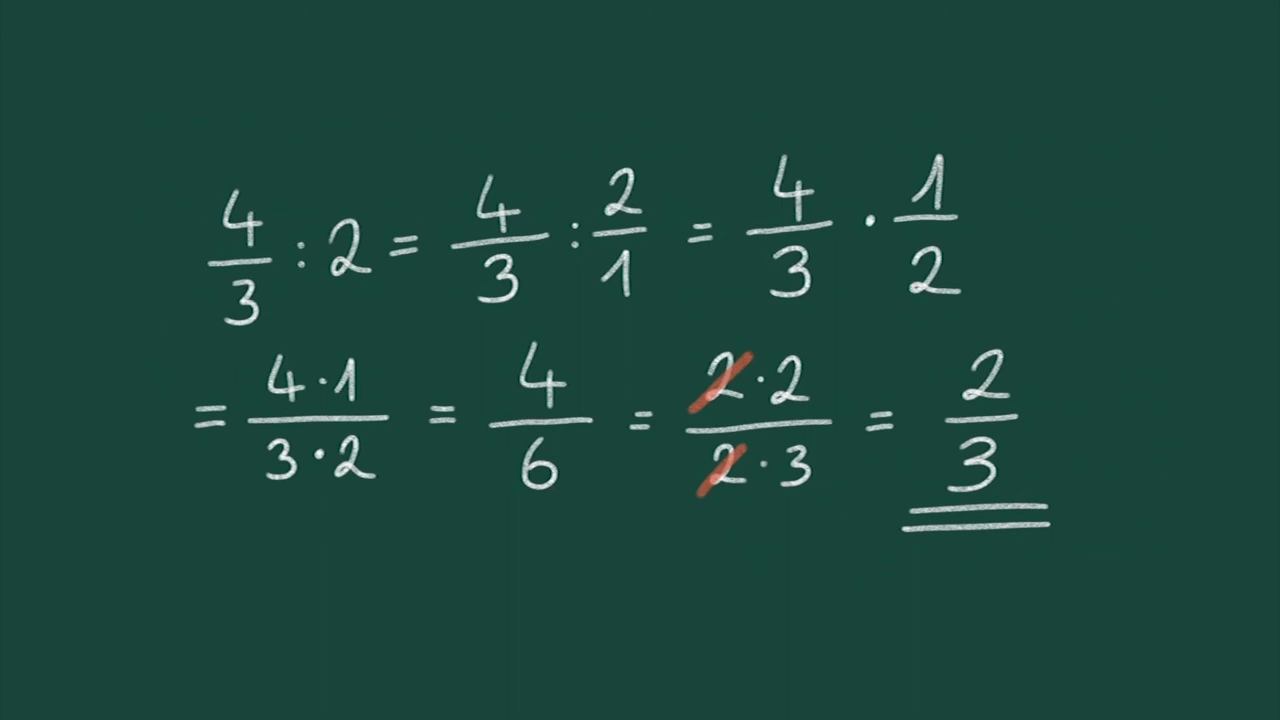 4/3 : 2 = 4/3 : 2/1 = 4/3 · 1/2
= 4·1/3·2 = 4/6 = 2·2/2·3 = 2/3